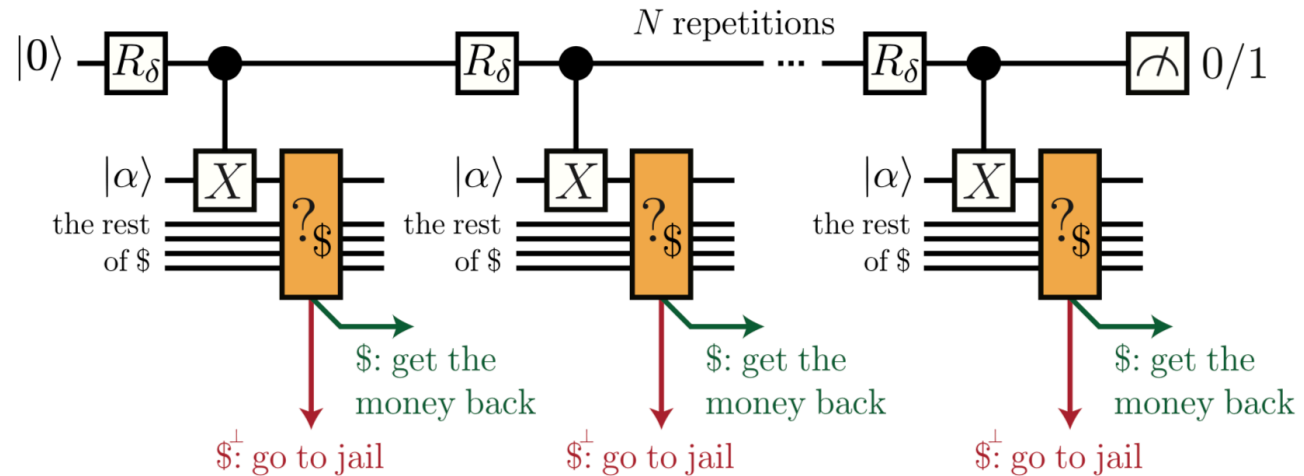 N repetitions
|0⟩ R_δ R_δ ... R_δ 0/1
|α⟩ X ?_$ |α⟩ X ?_$ |α⟩ X ?_$
the rest of $ the rest of $ the rest of $
$: get the money back $: get the money back $: get the money back
$^⊥: go to jail $^⊥: go to jail $^⊥: go to jail